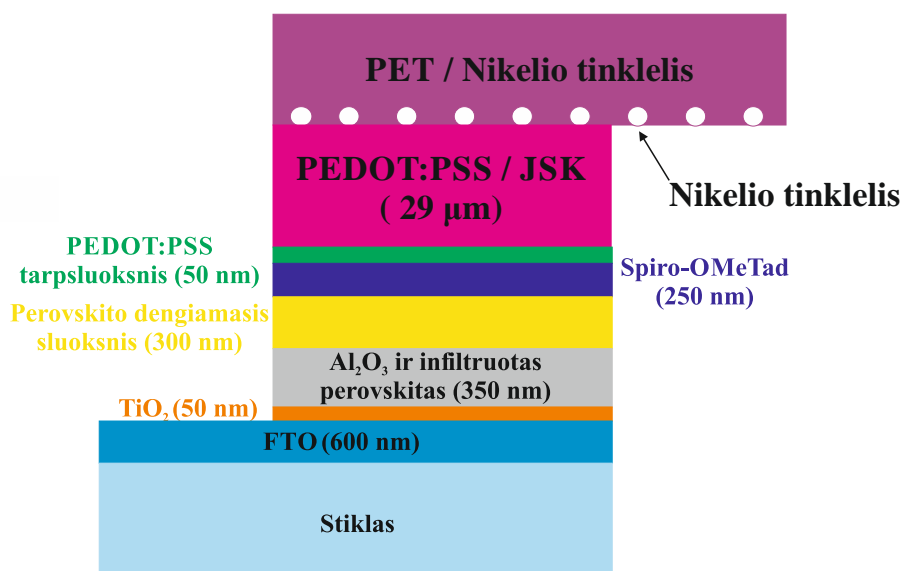 PET / Nikelio tinklelis
PEDOT:PSS / JSK
( 29 μm)
Nikelio tinklelis
PEDOT:PSS
tarpsluoksnis (50 nm)
Spiro-OMeTad
(250 nm)
Perovskito dengiamasis
sluoksnis (300 nm)
Al₂O₃ ir infiltruotas
perovskitas (350 nm)
TiO₂ (50 nm)
FTO (600 nm)
Stiklas